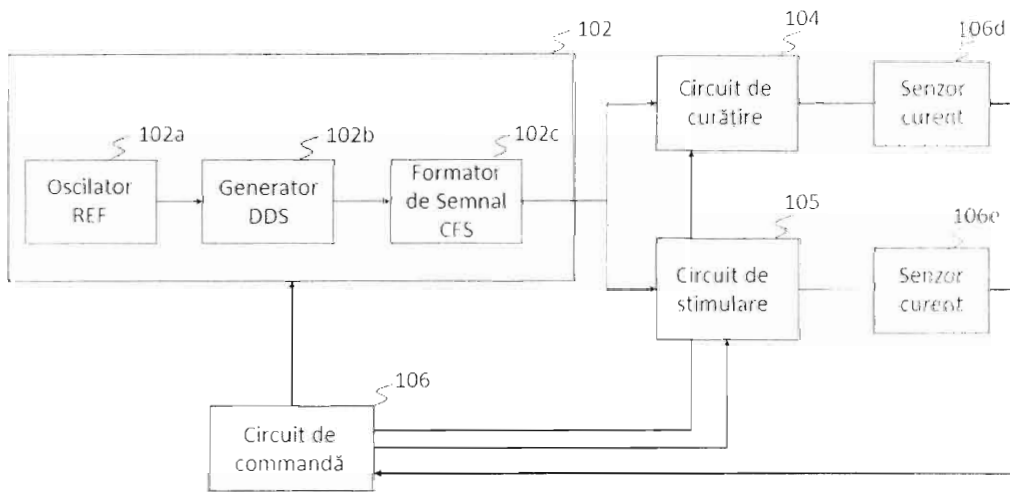 102
104
106d
Circuit de
curățire
Senzor
curent
102a
102b
102c
Oscilator
REF
Generator
DDS
Formator
de Semnal
CFS
105
106e
Circuit de
stimulare
Senzor
curent
106
Circuit de
commandă